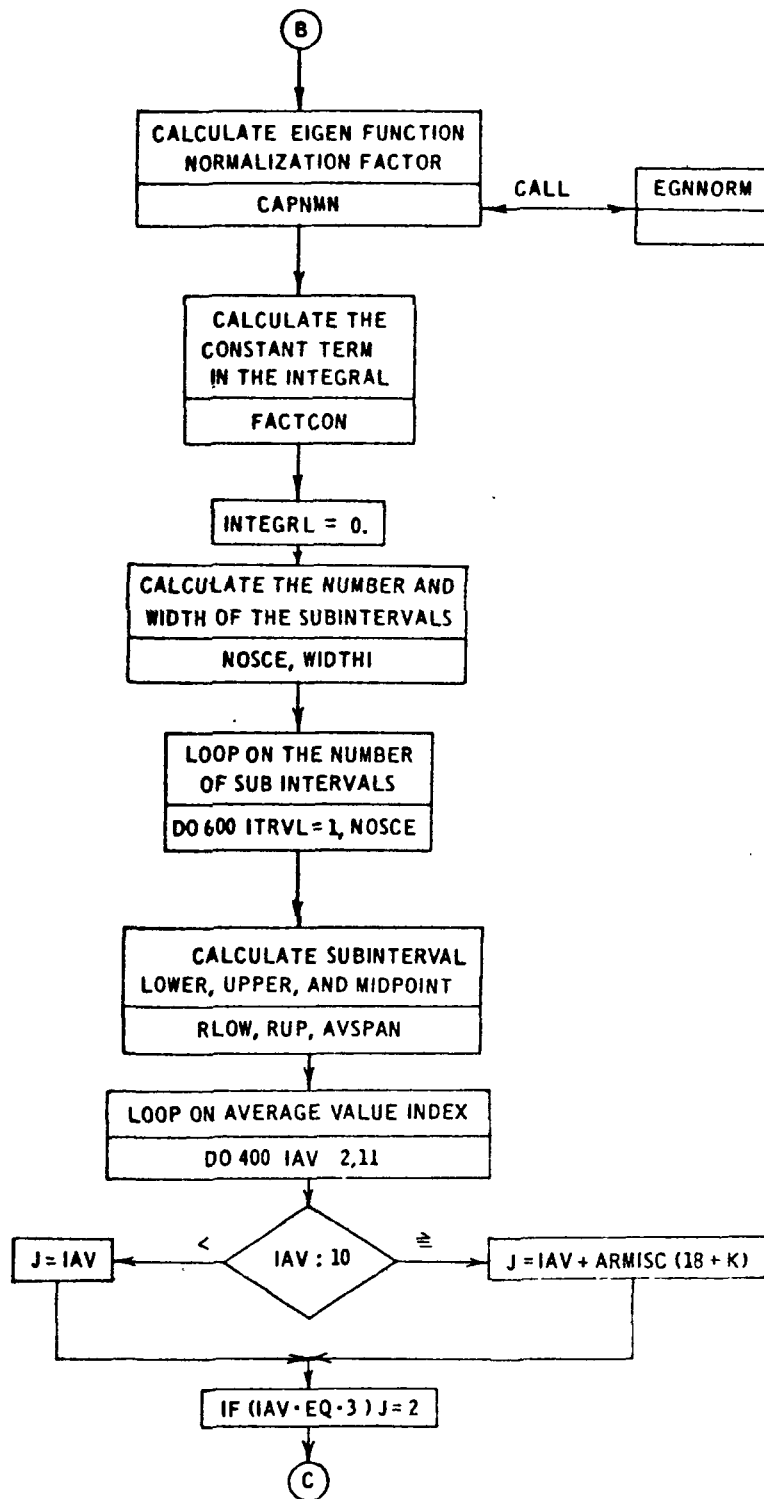 B
CALCULATE EIGEN FUNCTION
NORMALIZATION FACTOR
CAPNMN
CALL
EGNNORM
CALCULATE THE
CONSTANT TERM
IN THE INTEGRAL
FACTCON
INTEGRL = 0.
CALCULATE THE NUMBER AND
WIDTH OF THE SUBINTERVALS
NOSCE, WIDTHI
LOOP ON THE NUMBER
OF SUB INTERVALS
DO 600 ITRVL = 1, NOSCE
CALCULATE SUBINTERVAL
LOWER, UPPER, AND MIDPOINT
RLOW, RUP, AVSPAN
LOOP ON AVERAGE VALUE INDEX
DO 400 IAV 2,11
J = IAV
<
IAV : 10
≧
J = IAV + ARMISC (18 + K)
IF (IAV · EQ · 3) J = 2
C